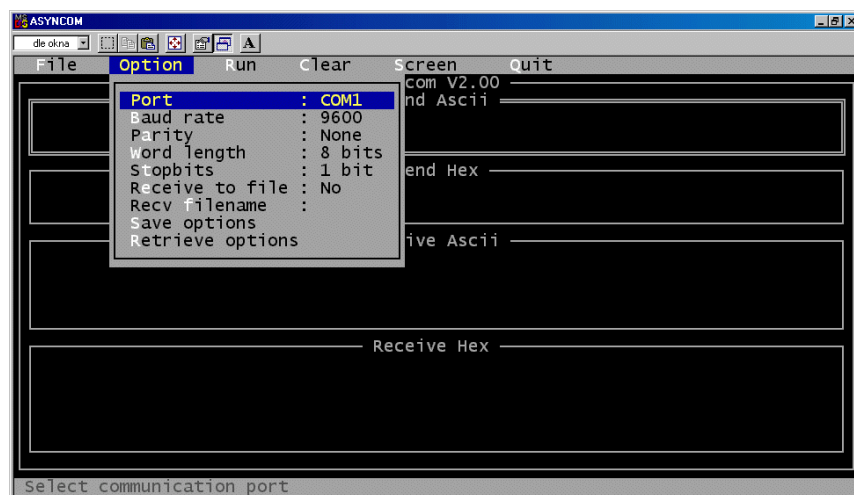 ASYNCOM
dle okna
A
File Option Run Clear Screen Quit
com V2.00
nd Ascii
Port : COM1
Baud rate : 9600
Parity : None
Word length : 8 bits
Stopbits : 1 bit
Receive to file : No
Recv filename :
Save options
Retrieve options
end Hex
ive Ascii
Receive Hex
Select communication port